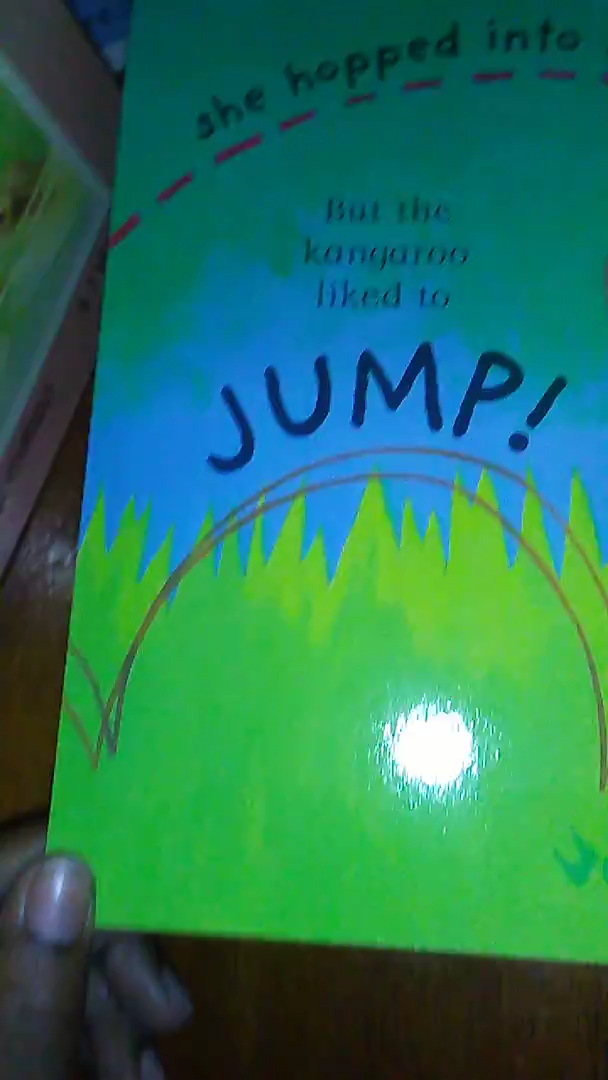 she hopped into
But the
kangaroo
liked to
JUMP!